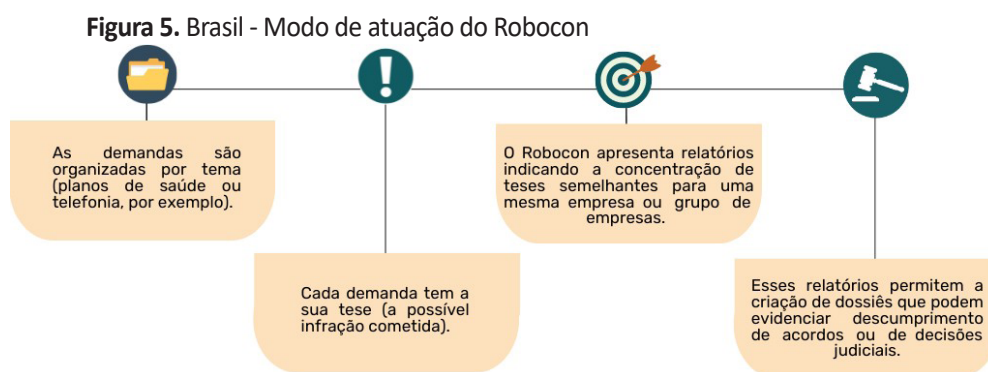 Figura 5. Brasil - Modo de atuação do Robocon
As demandas são
organizadas por tema
(planos de saúde ou
telefonia, por exemplo).
Cada demanda tem a
sua tese (a possível
infração cometida).
O Robocon apresenta relatórios
indicando a concentração de
teses semelhantes para uma
mesma empresa ou grupo de
empresas.
Esses relatórios permitem a
criação de dossiês que podem
evidenciar descumprimento
de acordos ou de decisões
judiciais.